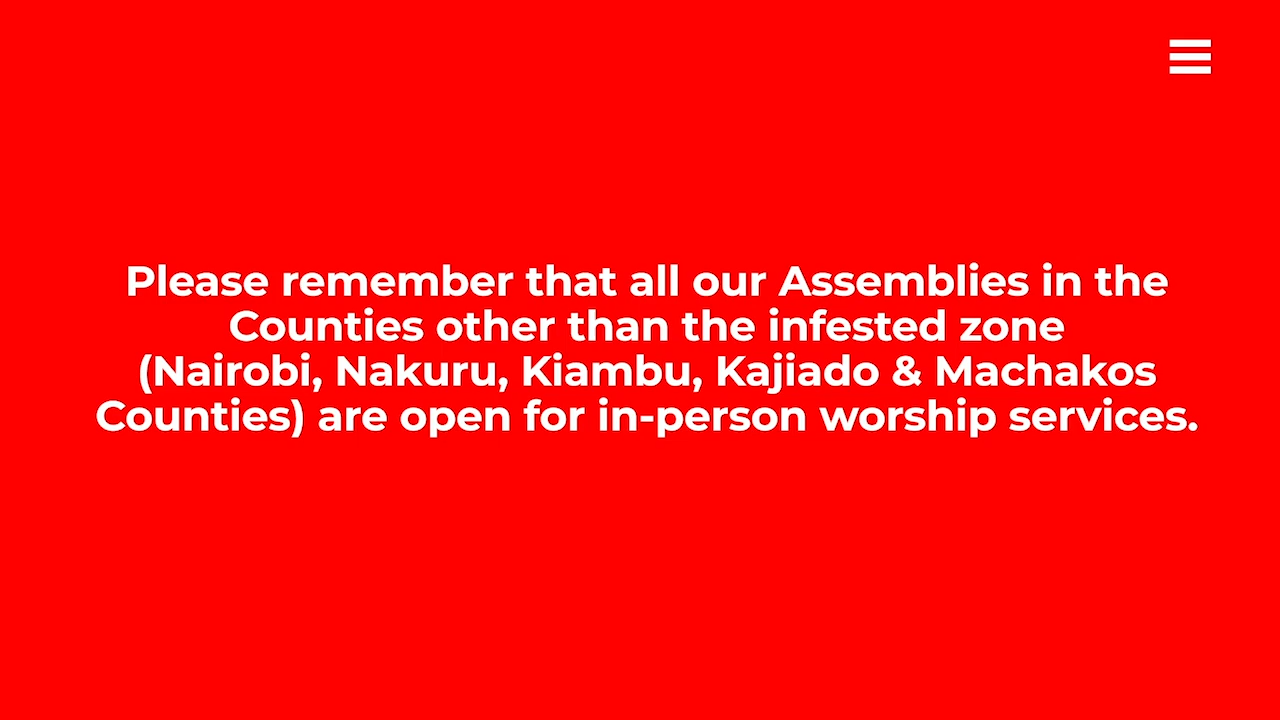 Please remember that all our Assemblies in the
Counties other than the infested zone
(Nairobi, Nakuru, Kiambu, Kajiado & Machakos
Counties) are open for in-person worship services.